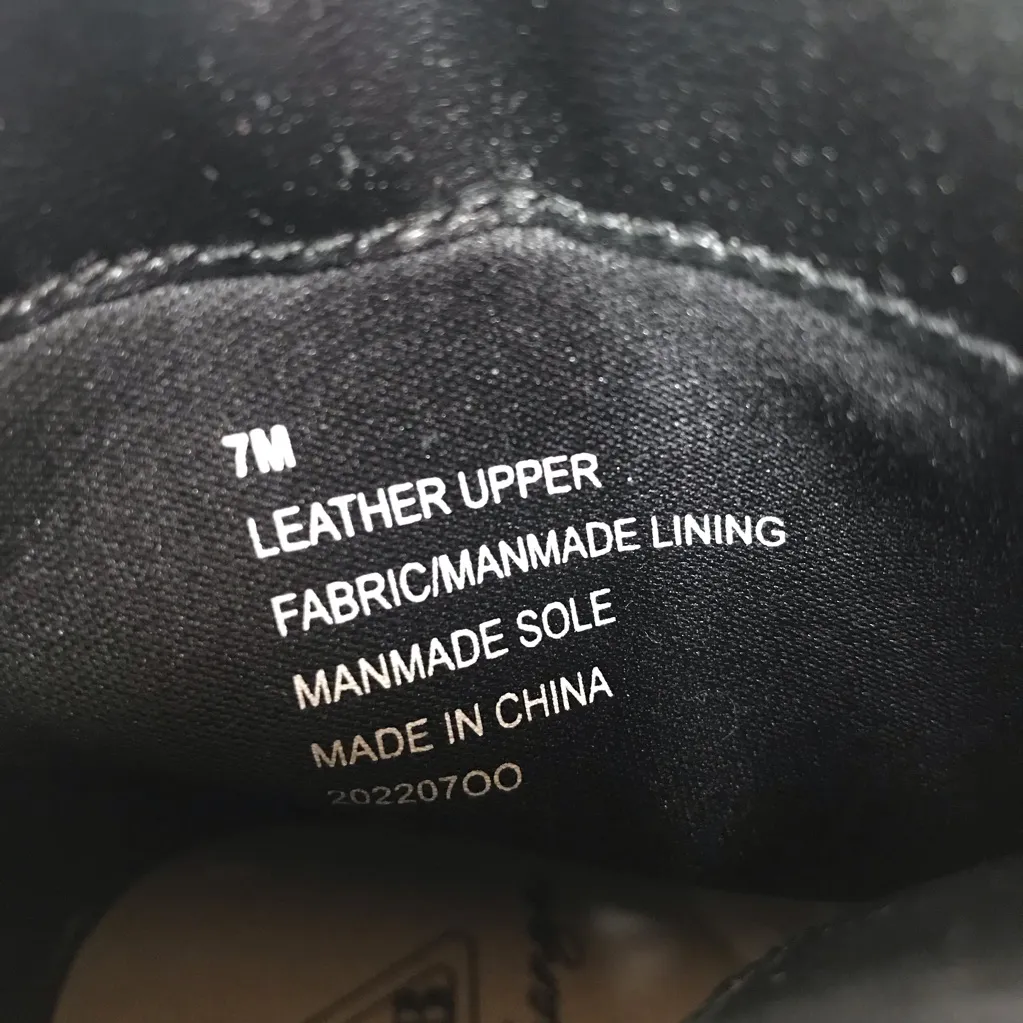 7M
LEATHER UPPER
FABRIC/MANMADE LINING
MANMADE SOLE
MADE IN CHINA
202207OO